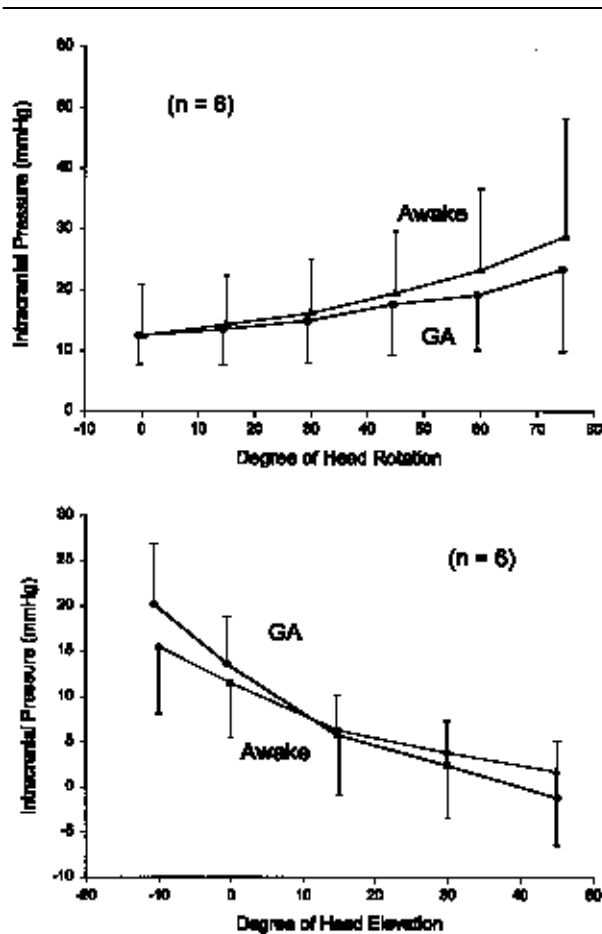 60
50
40
30
20
10
0
Intracranial Pressure (mmHg)
(n = 6)
Awake
GA
-10 0 10 20 30 40 50 60 70 80
Degree of Head Rotation
30
25
20
15
10
5
0
-5
-10
Intracranial Pressure (mmHg)
(n = 6)
GA
Awake
-20 -10 0 10 20 30 40 50
Degree of Head Elevation